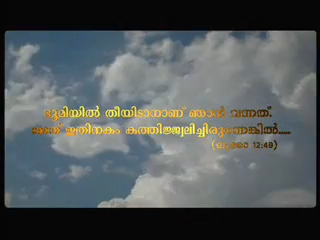 ഭൂമിയിൽ തീയിടാനാണ് ഞാൻ വന്നത്.
അത് ഇതിനകം കത്തിജ്ജ്വലിച്ചിരുന്നെങ്കിൽ....
(ലൂക്കാ 12:49)